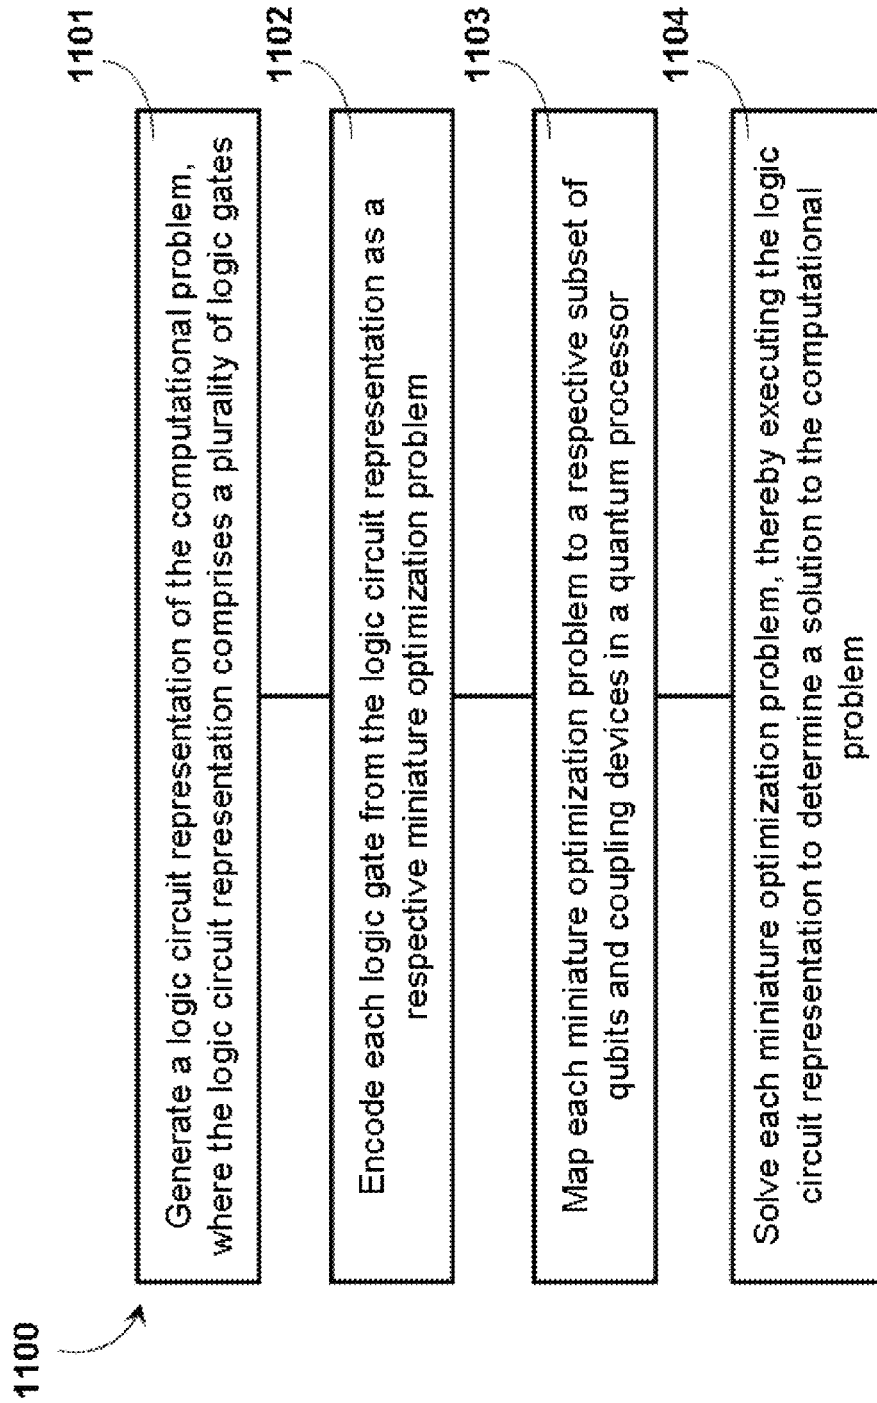 1100
1101
Generate a logic circuit representation of the computational problem,
where the logic circuit representation comprises a plurality of logic gates
1102
Encode each logic gate from the logic circuit representation as a
respective miniature optimization problem
1103
Map each miniature optimization problem to a respective subset of
qubits and coupling devices in a quantum processor
1104
Solve each miniature optimization problem, thereby executing the logic
circuit representation to determine a solution to the computational
problem